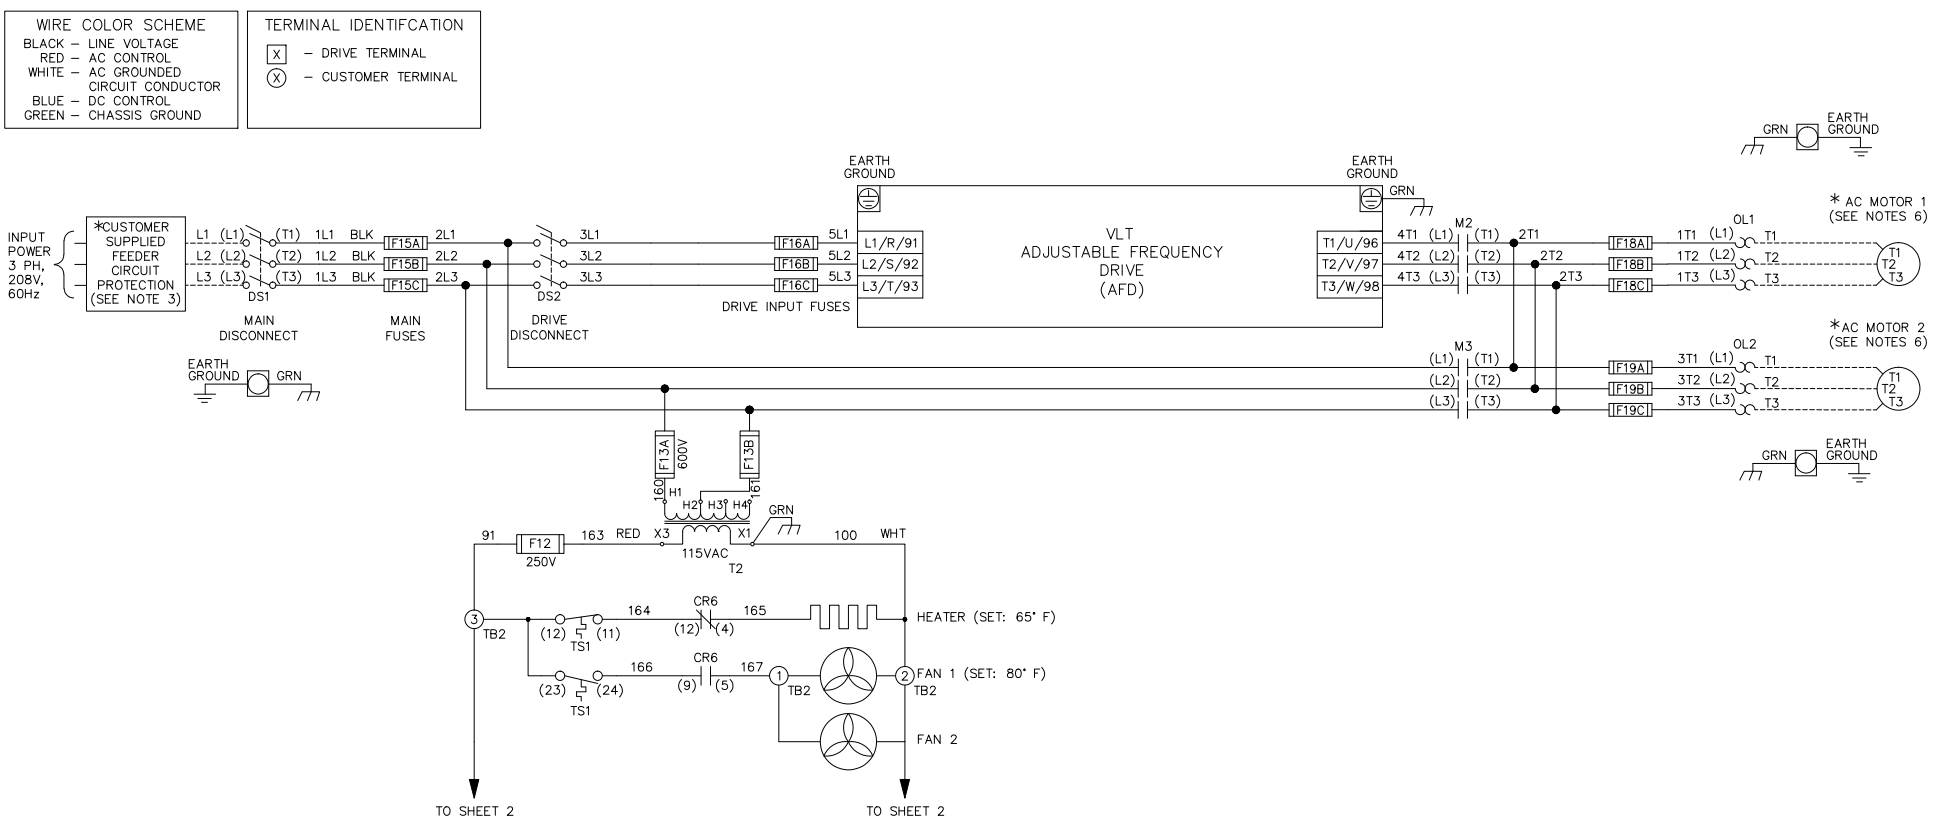 WIRE COLOR SCHEME
BLACK – LINE VOLTAGE
RED – AC CONTROL
WHITE – AC GROUNDED
CIRCUIT CONDUCTOR
BLUE – DC CONTROL
GREEN – CHASSIS GROUND
TERMINAL IDENTIFCATION
X – DRIVE TERMINAL
X – CUSTOMER TERMINAL
INPUT
POWER
3 PH,
208V,
60Hz
*CUSTOMER
SUPPLIED
FEEDER
CIRCUIT
PROTECTION
(SEE NOTE 3)
L1 (L1) (T1) 1L1 BLK F15A 2L1 3L1 F16A 5L1 L1/R/91
L2 (L2) (T2) 1L2 BLK F15B 2L2 3L2 F16B 5L2 L2/S/92
L3 (L3) (T3) 1L3 BLK F15C 2L3 3L3 F16C 5L3 L3/T/93
DS1
MAIN
DISCONNECT
MAIN
FUSES
DS2
DRIVE
DISCONNECT
DRIVE INPUT FUSES
EARTH
GROUND
GRN
EARTH
GROUND
VLT
ADJUSTABLE FREQUENCY
DRIVE
(AFD)
EARTH
GROUND
GRN
M2
T1/U/96 4T1 (L1) (T1) 2T1 F18A 1T1 (L1) T1
T2/V/97 4T2 (L2) (T2) 2T2 F18B 1T2 (L2) T2
T3/W/98 4T3 (L3) (T3) 2T3 F18C 1T3 (L3) T3
OL1
GRN
EARTH
GROUND
* AC MOTOR 1
(SEE NOTES 6)
T1
T2
T3
M3
(L1) (T1) F19A 3T1 (L1) T1
(L2) (T2) F19B 3T2 (L2) T2
(L3) (T3) F19C 3T3 (L3) T3
OL2
*AC MOTOR 2
(SEE NOTES 6)
T1
T2
T3
GRN
EARTH
GROUND
F13A
600V
F13B
160
161
H1
H2
H3
H4
GRN
91 F12 163 RED X3 X1 100 WHT
250V
115VAC
T2
3
TB2
(12) (11)
TS1
164
CR6
(12) (4)
165
HEATER (SET: 65° F)
(23) (24)
TS1
166
CR6
(9) (5)
167
1
TB2
2
TB2
FAN 1 (SET: 80° F)
FAN 2
TO SHEET 2
TO SHEET 2